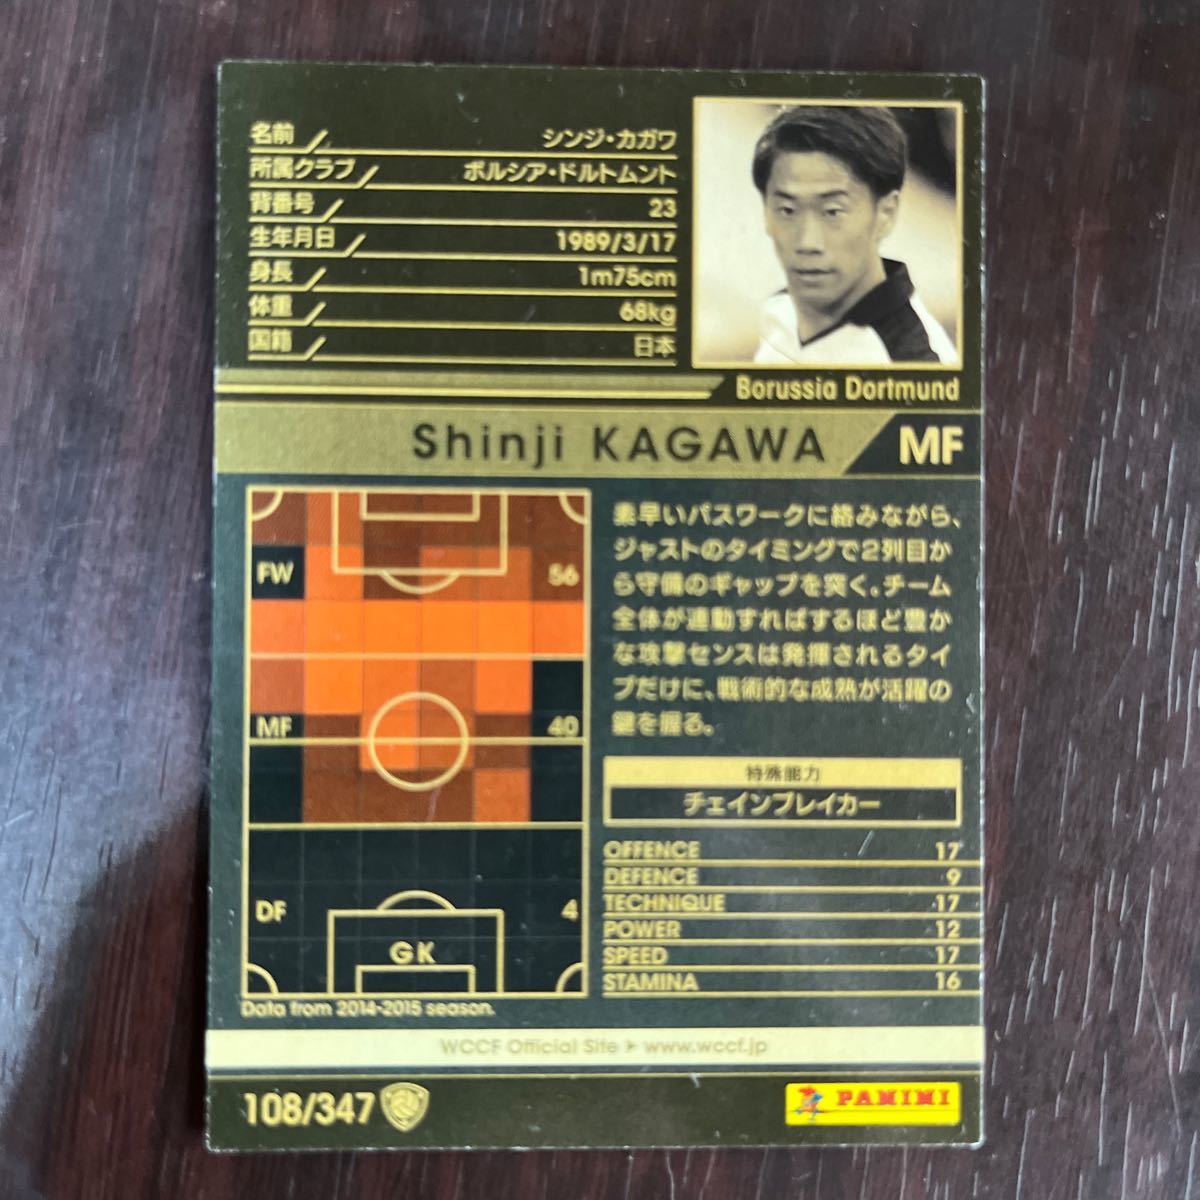 名前 シンジ・カガワ
所属クラブ ボルシア・ドルトムント
背番号 23
生年月日 1989/3/17
身長 1m75cm
体重 68kg
国籍 日本
Borussia Dortmund
Shinji KAGAWA MF
FW 56
MF 40
DF 4
GK
Data from 2014-2015 season.
素早いパスワークに絡みながら、
ジャストのタイミングで2列目か
ら守備のギャップを突く。チーム
全体が連動すればするほど豊か
な攻撃センスは発揮されるタイ
プだけに、戦術的な成熟が活躍の
鍵を握る。
特殊能力
チェインブレイカー
OFFENCE 17
DEFENCE 9
TECHNIQUE 17
POWER 12
SPEED 17
STAMINA 16
WCCF Official Site ▶ www.wccf.jp
108/347
PANINI